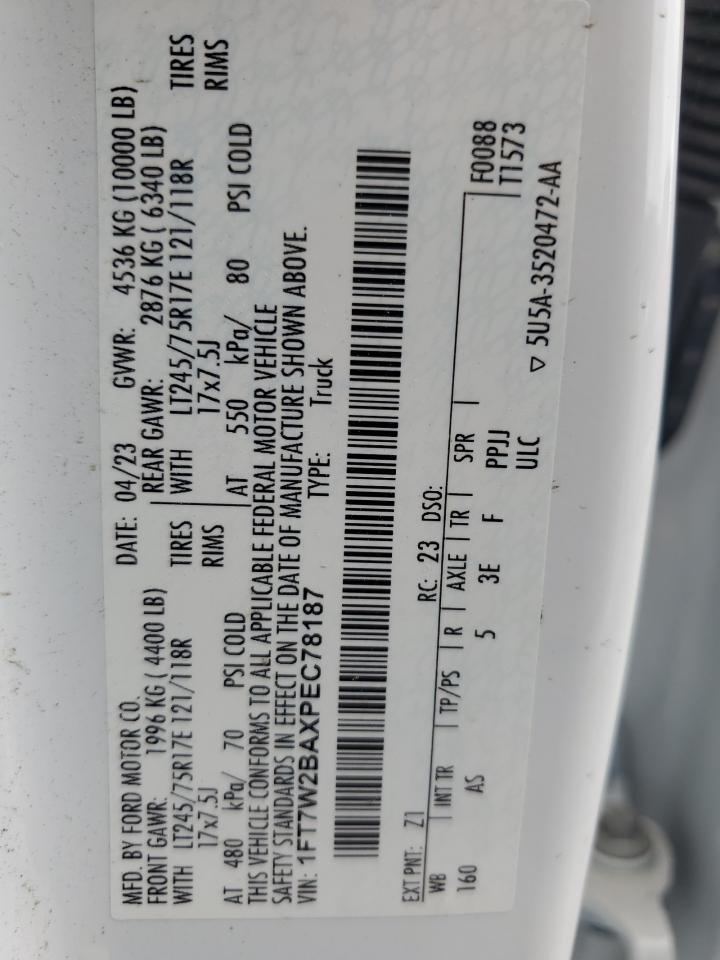 MFD. BY FORD MOTOR CO. DATE: 04/23 GVWR: 4536 KG (10000 LB)
FRONT GAWR: 1996 KG ( 4400 LB) REAR GAWR: 2876 KG ( 6340 LB)
WITH LT245/75R17E 121/118R TIRES WITH LT245/75R17E 121/118R TIRES
17x7.5J RIMS 17x7.5J RIMS
AT 480 kPa/ 70 PSI COLD AT 550 kPa/ 80 PSI COLD
THIS VEHICLE CONFORMS TO ALL APPLICABLE FEDERAL MOTOR VEHICLE
SAFETY STANDARDS IN EFFECT ON THE DATE OF MANUFACTURE SHOWN ABOVE.
VIN: 1FT7W2BAXPEC78187 TYPE: Truck
EXT PNT: Z1 RC: 23 DSO: F0088
WB INT TR TP/PS R AXLE TR SPR T1573
160 AS 5 3E F PPJJ
ULC
▽ 5U5A-3520472-AA